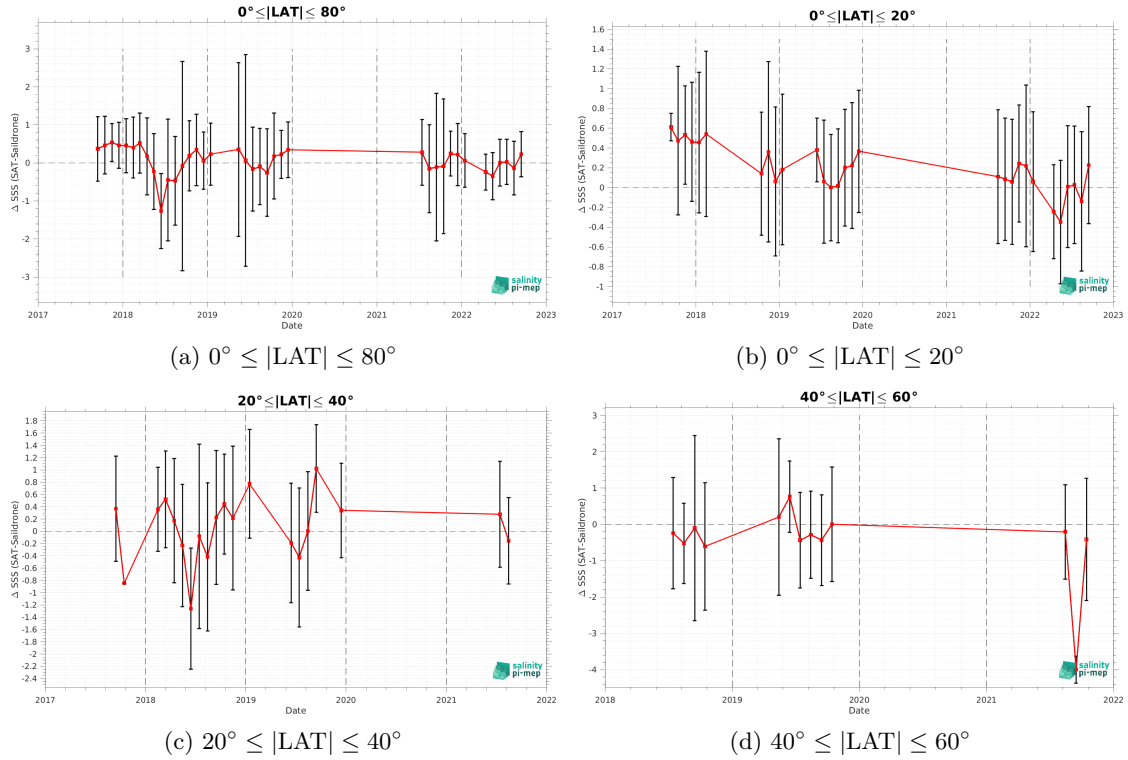 0°≤|LAT|≤ 80°
Δ SSS (SAT-Saildrone)
3
2
1
0
-1
-2
-3
2017 2018 2019 2020 2021 2022 2023
Date
salinity
pi-mep
(a) 0° ≤ |LAT| ≤ 80°
0°≤|LAT|≤ 20°
Δ SSS (SAT-Saildrone)
1.6
1.4
1.2
1
0.8
0.6
0.4
0.2
0
-0.2
-0.4
-0.6
-0.8
-1
2017 2018 2019 2020 2021 2022 2023
Date
salinity
pi-mep
(b) 0° ≤ |LAT| ≤ 20°
20°≤|LAT|≤ 40°
Δ SSS (SAT-Saildrone)
1.8
1.6
1.4
1.2
1
0.8
0.6
0.4
0.2
0
-0.2
-0.4
-0.6
-0.8
-1
-1.2
-1.4
-1.6
-1.8
-2
-2.2
-2.4
2017 2018 2019 2020 2021 2022
Date
salinity
pi-mep
(c) 20° ≤ |LAT| ≤ 40°
40°≤|LAT|≤ 60°
Δ SSS (SAT-Saildrone)
3
2
1
0
-1
-2
-3
-4
2018 2019 2020 2021 2022
Date
salinity
pi-mep
(d) 40° ≤ |LAT| ≤ 60°